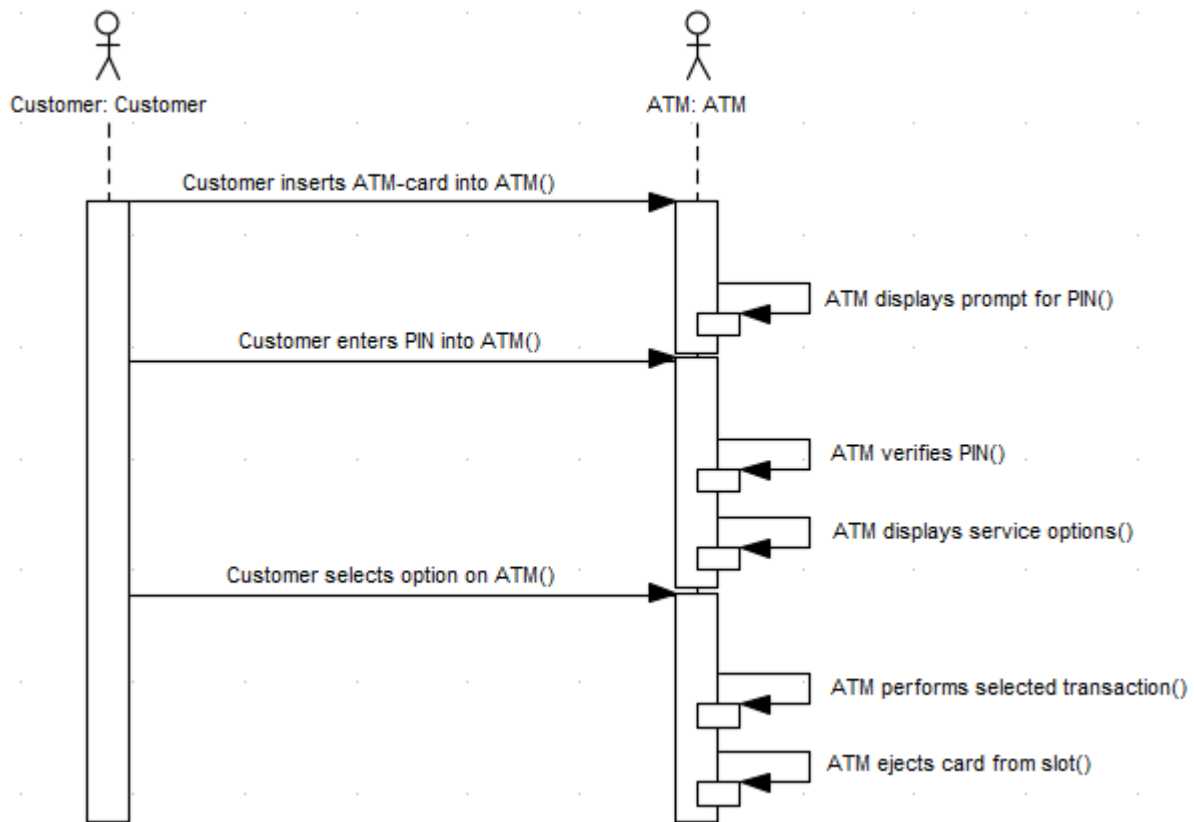 Customer: Customer
ATM: ATM
Customer inserts ATM-card into ATM()
ATM displays prompt for PIN()
Customer enters PIN into ATM()
ATM verifies PIN()
ATM displays service options()
Customer selects option on ATM()
ATM performs selected transaction()
ATM ejects card from slot()